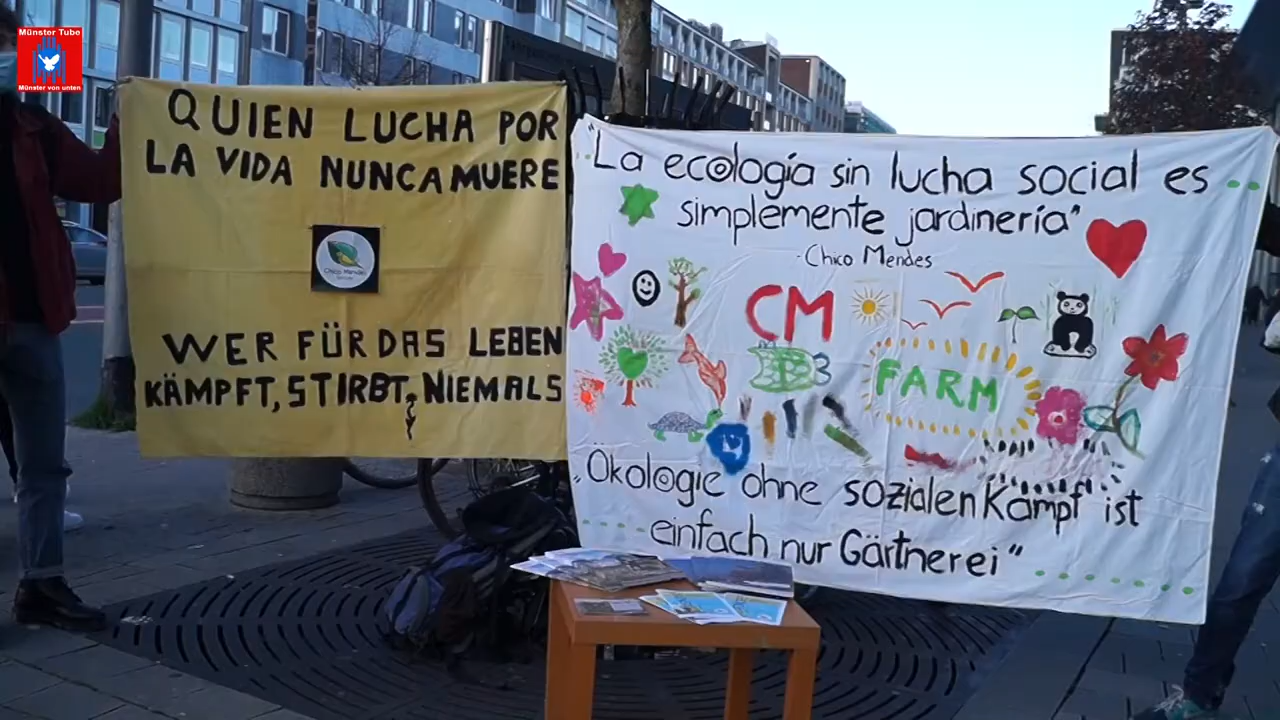 Münster Tube
Münster von unten
QUIEN LUCHA POR
LA VIDA NUNCA MUERE
Chico Mendes
WER FÜR DAS LEBEN
KÄMPFT, STIRBT, NIEMALS
"La ecología sin lucha social es
simplemente jardinería"
- Chico Mendes
CM
FARM
"Ökologie ohne sozialen Kampf ist
einfach nur Gärtnerei"